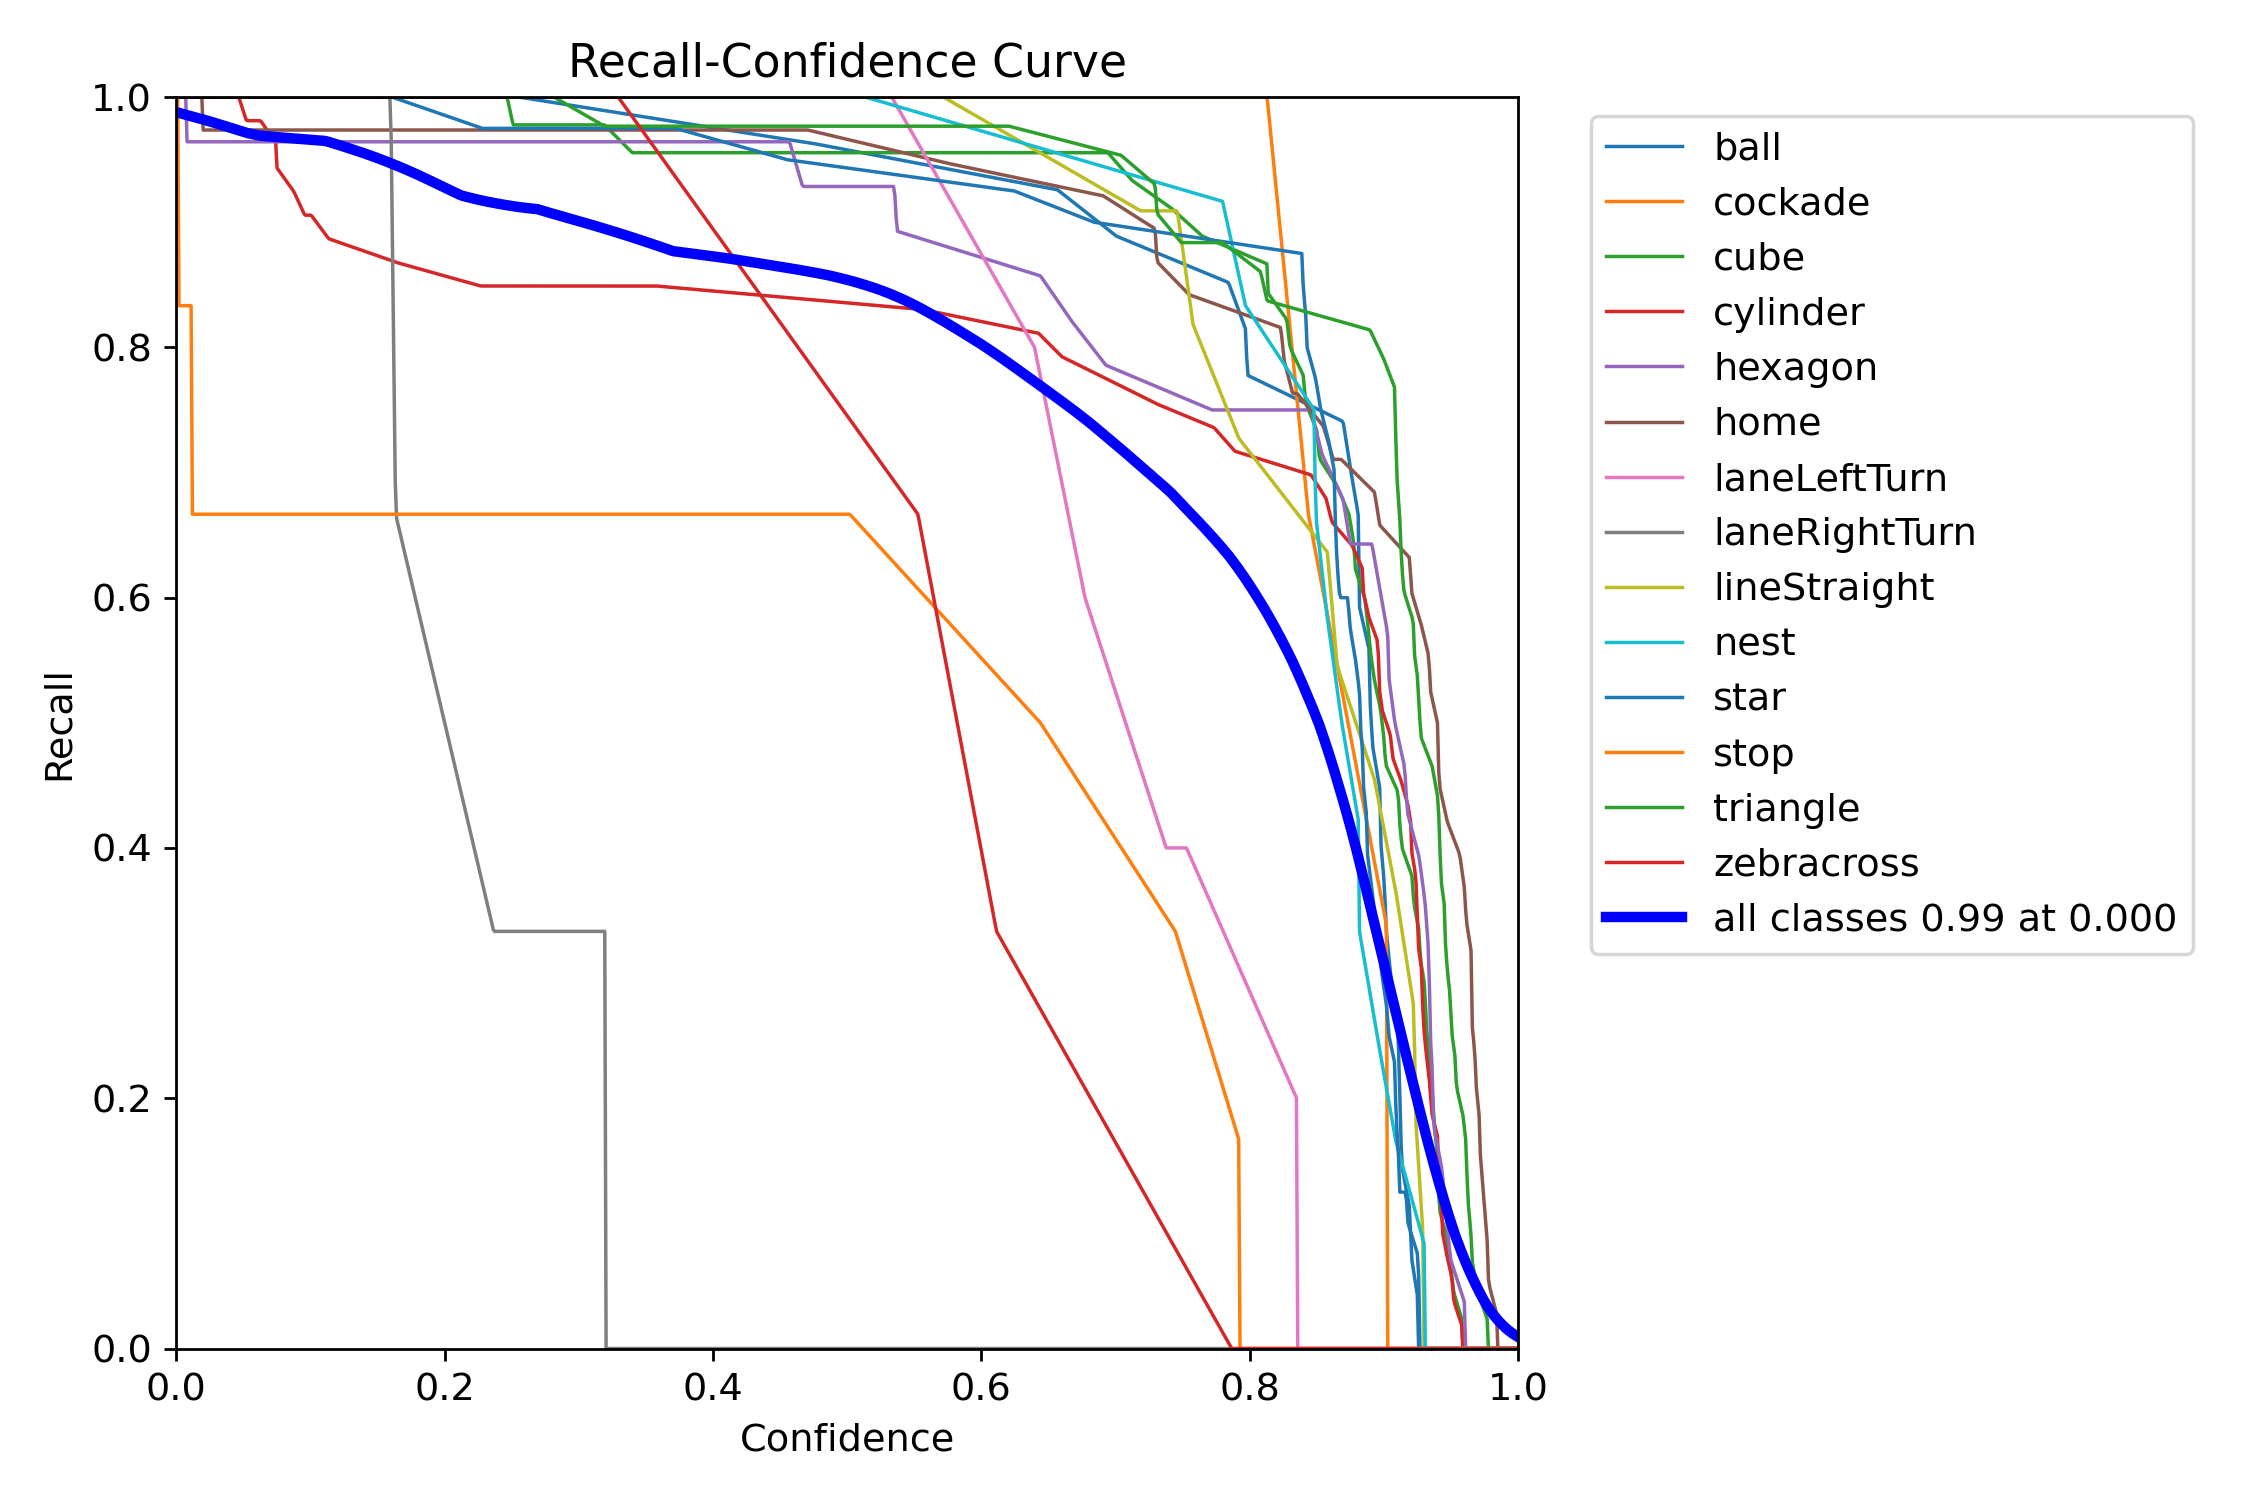 Recall-Confidence Curve
1.0
0.8
0.6
0.4
0.2
0.0
Recall
0.0 0.2 0.4 0.6 0.8 1.0
Confidence
ball
cockade
cube
cylinder
hexagon
home
laneLeftTurn
laneRightTurn
lineStraight
nest
star
stop
triangle
zebracross
all classes 0.99 at 0.000